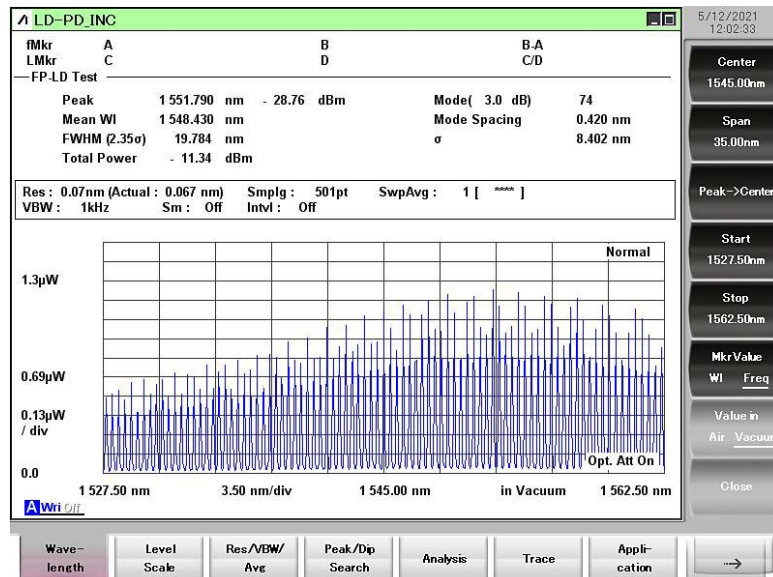 LD-PD_INC
5/12/2021
12:02:33
fMkr A B B-A
LMkr C D C/D
FP-LD Test
Peak 1 551.790 nm - 28.76 dBm Mode( 3.0 dB) 74
Mean Wl 1 548.430 nm Mode Spacing 0.420 nm
FWHM (2.35σ) 19.784 nm σ 8.402 nm
Total Power - 11.34 dBm
Res : 0.07nm (Actual : 0.067 nm) Smplg : 501pt SwpAvg : 1 [ **** ]
VBW : 1kHz Sm : Off Intvl : Off
Normal
1.3µW
0.69µW
0.13µW
/ div
0.0
Opt. Att On
1 527.50 nm 3.50 nm/div 1 545.00 nm in Vacuum 1 562.50 nm
A Wri Off
Center
1545.00nm
Span
35.00nm
Peak->Center
Start
1527.50nm
Stop
1562.50nm
MkrValue
Wl Freq
Value in
Air Vacuum
Close
Wave-
length
Level
Scale
Res/VBW/
Avg
Peak/Dip
Search
Analysis
Trace
Appli-
cation